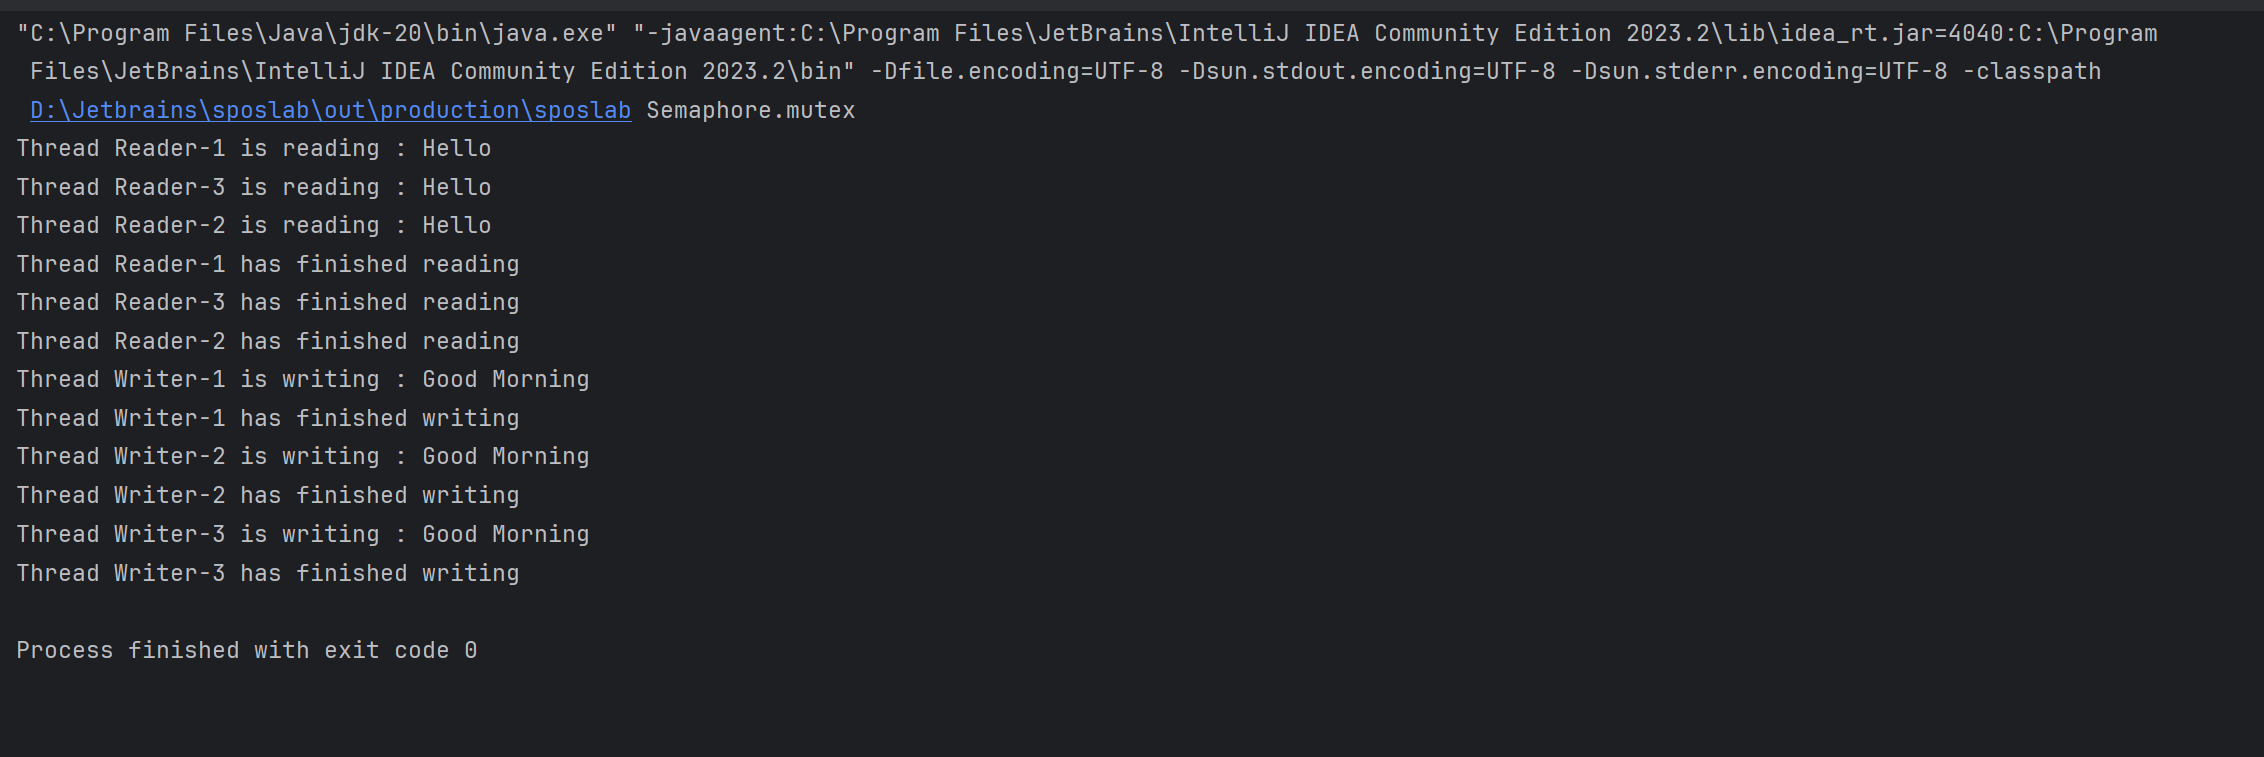 "C:\Program Files\Java\jdk-20\bin\java.exe" "-javaagent:C:\Program Files\JetBrains\IntelliJ IDEA Community Edition 2023.2\lib\idea_rt.jar=4040:C:\Program
Files\JetBrains\IntelliJ IDEA Community Edition 2023.2\bin" -Dfile.encoding=UTF-8 -Dsun.stdout.encoding=UTF-8 -Dsun.stderr.encoding=UTF-8 -classpath
D:\Jetbrains\sposlab\out\production\sposlab Semaphore.mutex
Thread Reader-1 is reading : Hello
Thread Reader-3 is reading : Hello
Thread Reader-2 is reading : Hello
Thread Reader-1 has finished reading
Thread Reader-3 has finished reading
Thread Reader-2 has finished reading
Thread Writer-1 is writing : Good Morning
Thread Writer-1 has finished writing
Thread Writer-2 is writing : Good Morning
Thread Writer-2 has finished writing
Thread Writer-3 is writing : Good Morning
Thread Writer-3 has finished writing
Process finished with exit code 0